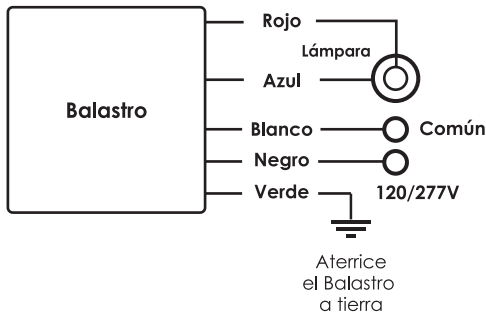 Rojo
Lámpara
Azul
Balastro
Blanco
Común
Negro
Verde
120/277V
Aterrice
el Balastro
a tierra